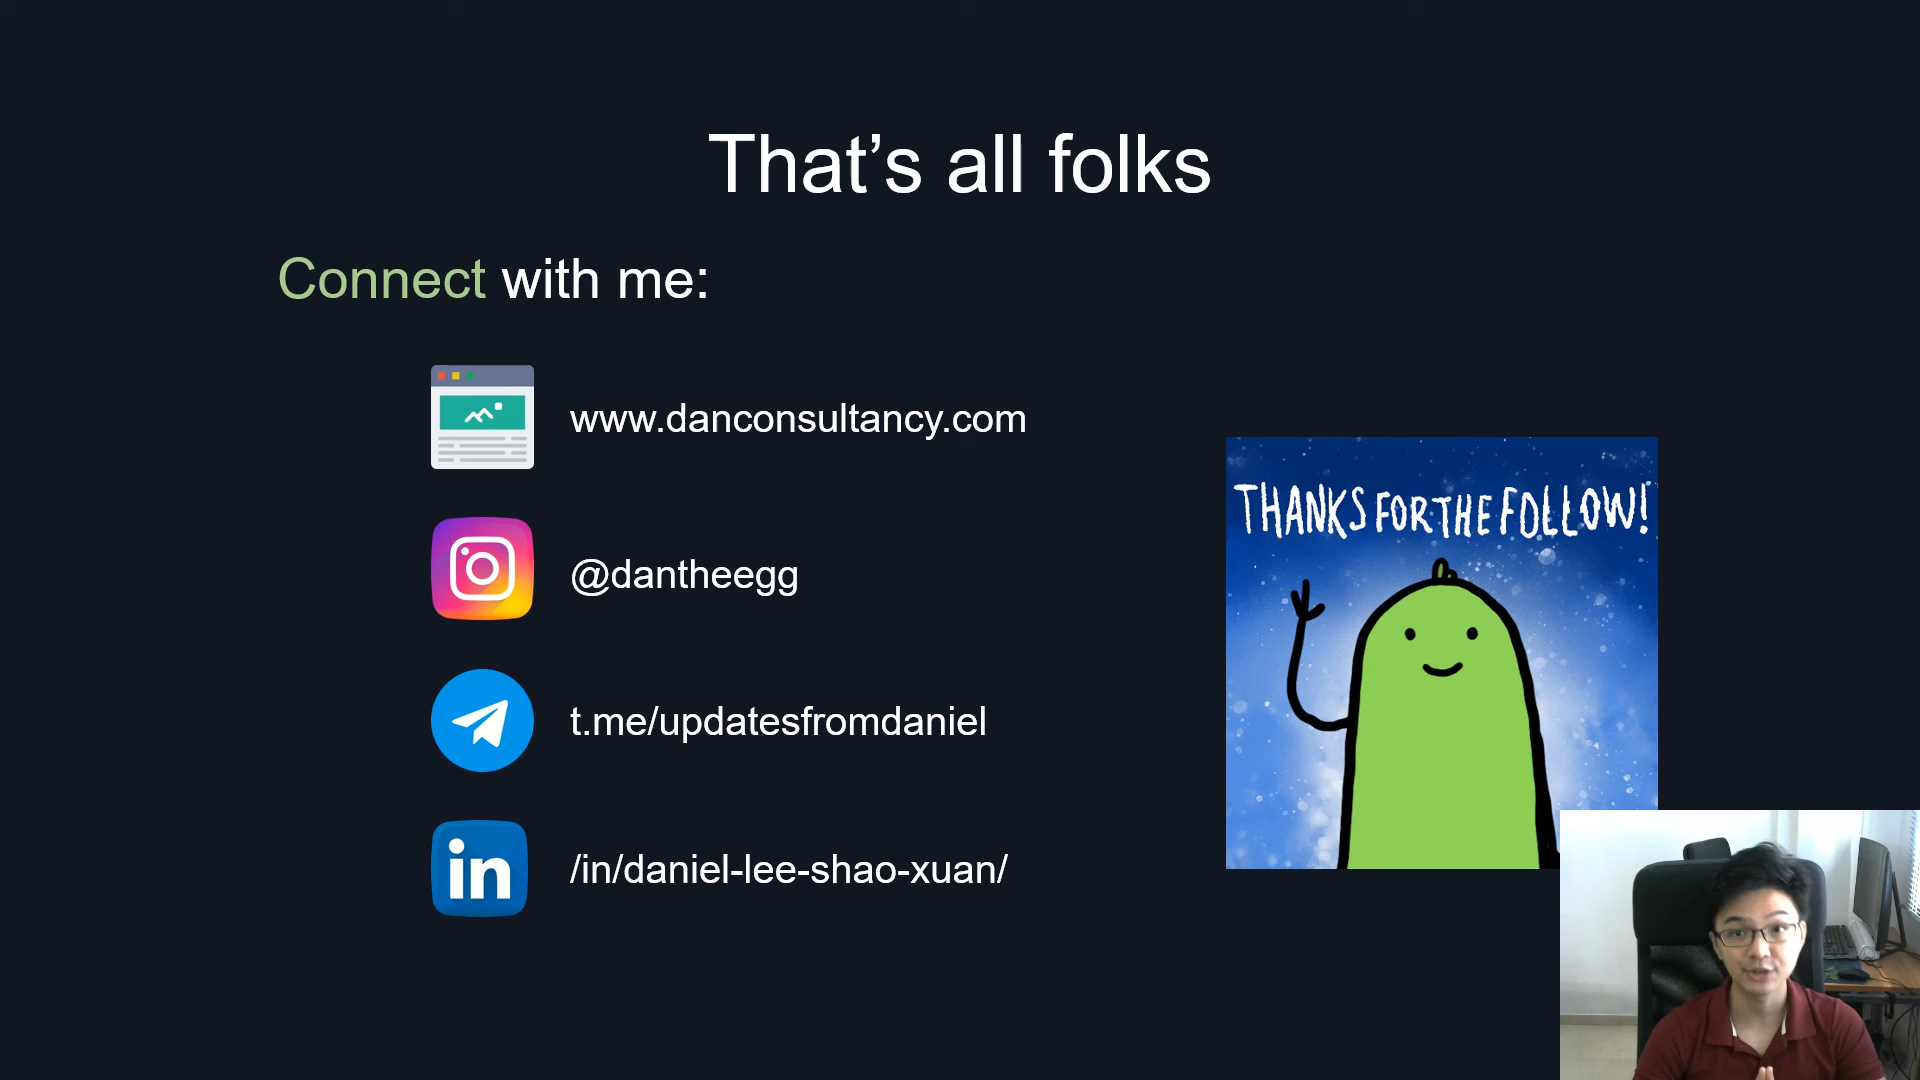 That’s all folks
Connect with me:
www.danconsultancy.com
@dantheegg
t.me/updatesfromdaniel
in
/in/daniel-lee-shao-xuan/
THANKS FOR THE FOLLOW!